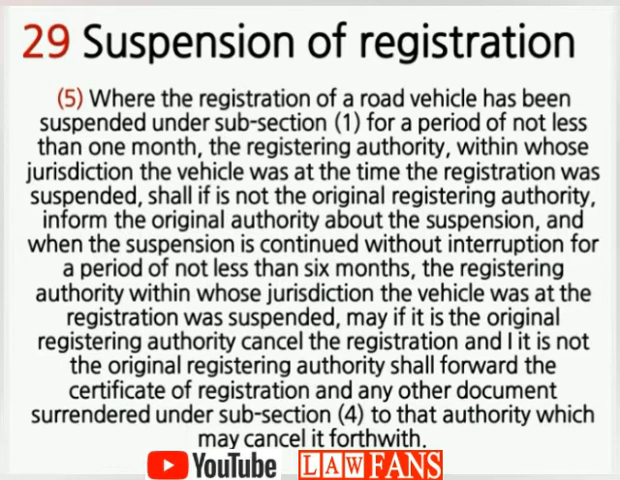 29 Suspension of registration
(5) Where the registration of a road vehicle has been
suspended under sub-section (1) for a period of not less
than one month, the registering authority, within whose
jurisdiction the vehicle was at the time the registration was
suspended, shall if is not the original registering authority,
inform the original authority about the suspension, and
when the suspension is continued without interruption for
a period of not less than six months, the registering
authority within whose jurisdiction the vehicle was at the
registration was suspended, may if it is the original
registering authority cancel the registration and I it is not
the original registering authority shall forward the
certificate of registration and any other document
surrendered under sub-section (4) to that authority which
may cancel it forthwith.
YouTube LAWFANS